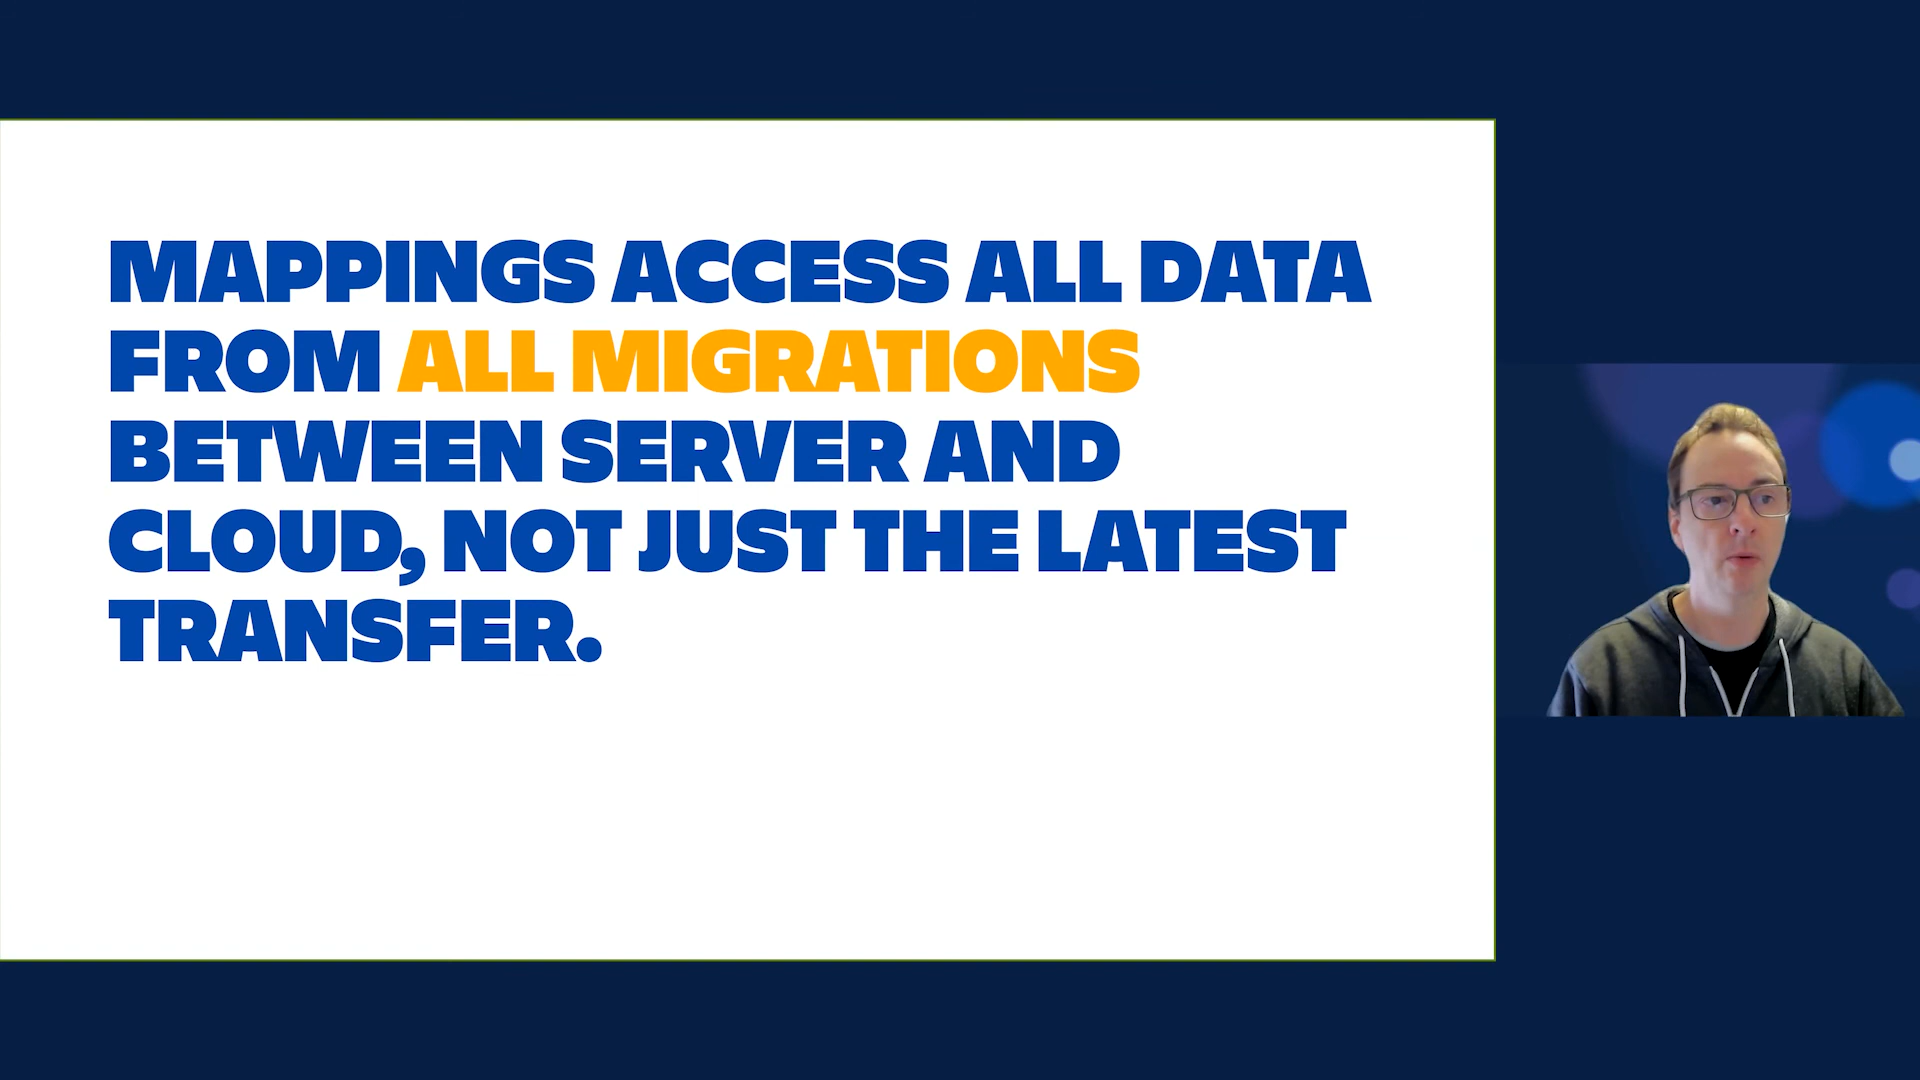 MAPPINGS ACCESS ALL DATA
FROM ALL MIGRATIONS
BETWEEN SERVER AND
CLOUD, NOT JUST THE LATEST
TRANSFER.